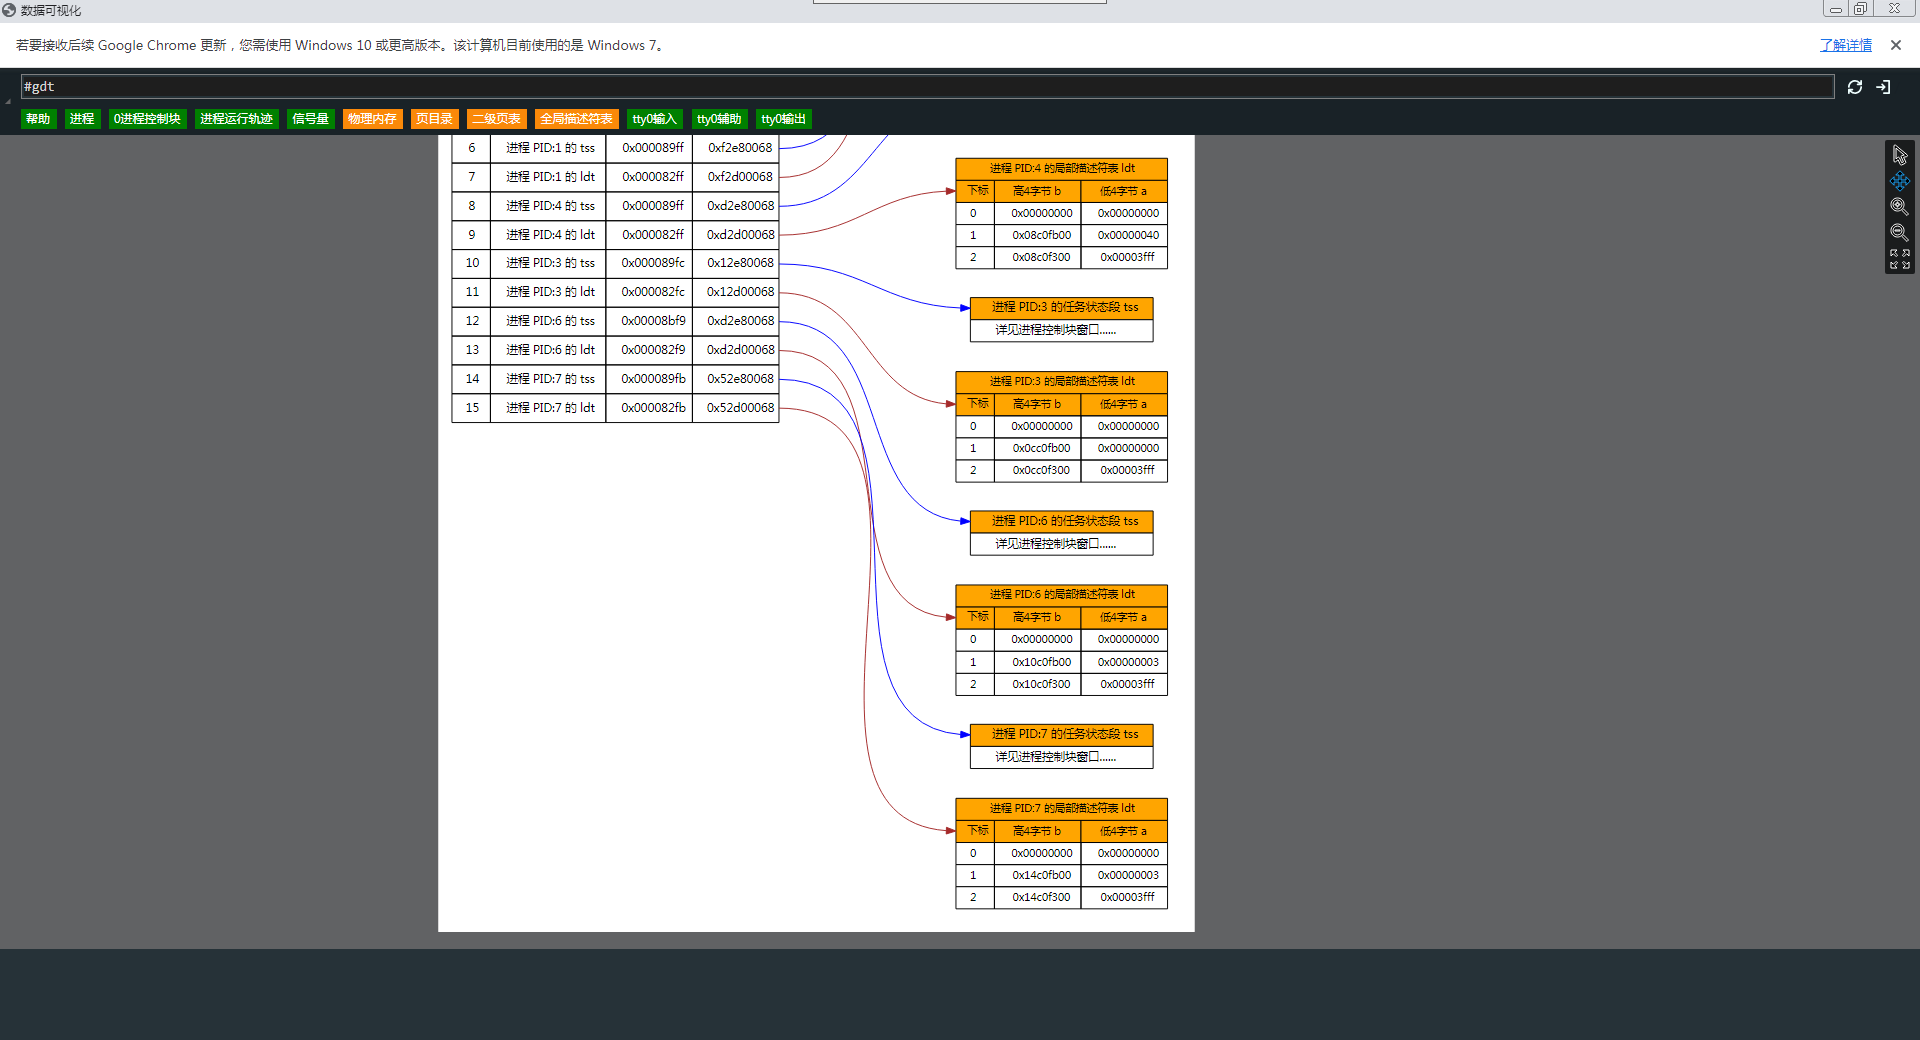 数据可视化
若要接收后续 Google Chrome 更新，您需使用 Windows 10 或更高版本。该计算机目前使用的是 Windows 7。
了解详情
#gdt
帮助 进程 0进程控制块 进程运行轨迹 信号量 物理内存 页目录 二级页表 全局描述符表 tty0输入 tty0辅助 tty0输出
6 进程 PID:1 的 tss 0x000089ff 0xf2e80068
7 进程 PID:1 的 ldt 0x000082ff 0xf2d00068
8 进程 PID:4 的 tss 0x000089ff 0xd2e80068
9 进程 PID:4 的 ldt 0x000082ff 0xd2d00068
10 进程 PID:3 的 tss 0x000089fc 0x12e80068
11 进程 PID:3 的 ldt 0x000082fc 0x12d00068
12 进程 PID:6 的 tss 0x00008bf9 0xd2e80068
13 进程 PID:6 的 ldt 0x000082f9 0xd2d00068
14 进程 PID:7 的 tss 0x000089fb 0x52e80068
15 进程 PID:7 的 ldt 0x000082fb 0x52d00068
进程 PID:4 的局部描述符表 ldt
下标 高4字节 b 低4字节 a
0 0x00000000 0x00000000
1 0x08c0fb00 0x00000040
2 0x08c0f300 0x00003fff
进程 PID:3 的任务状态段 tss
详见进程控制块窗口......
进程 PID:3 的局部描述符表 ldt
下标 高4字节 b 低4字节 a
0 0x00000000 0x00000000
1 0x0cc0fb00 0x00000000
2 0x0cc0f300 0x00003fff
进程 PID:6 的任务状态段 tss
详见进程控制块窗口......
进程 PID:6 的局部描述符表 ldt
下标 高4字节 b 低4字节 a
0 0x00000000 0x00000000
1 0x10c0fb00 0x00000003
2 0x10c0f300 0x00003fff
进程 PID:7 的任务状态段 tss
详见进程控制块窗口......
进程 PID:7 的局部描述符表 ldt
下标 高4字节 b 低4字节 a
0 0x00000000 0x00000000
1 0x14c0fb00 0x00000003
2 0x14c0f300 0x00003fff